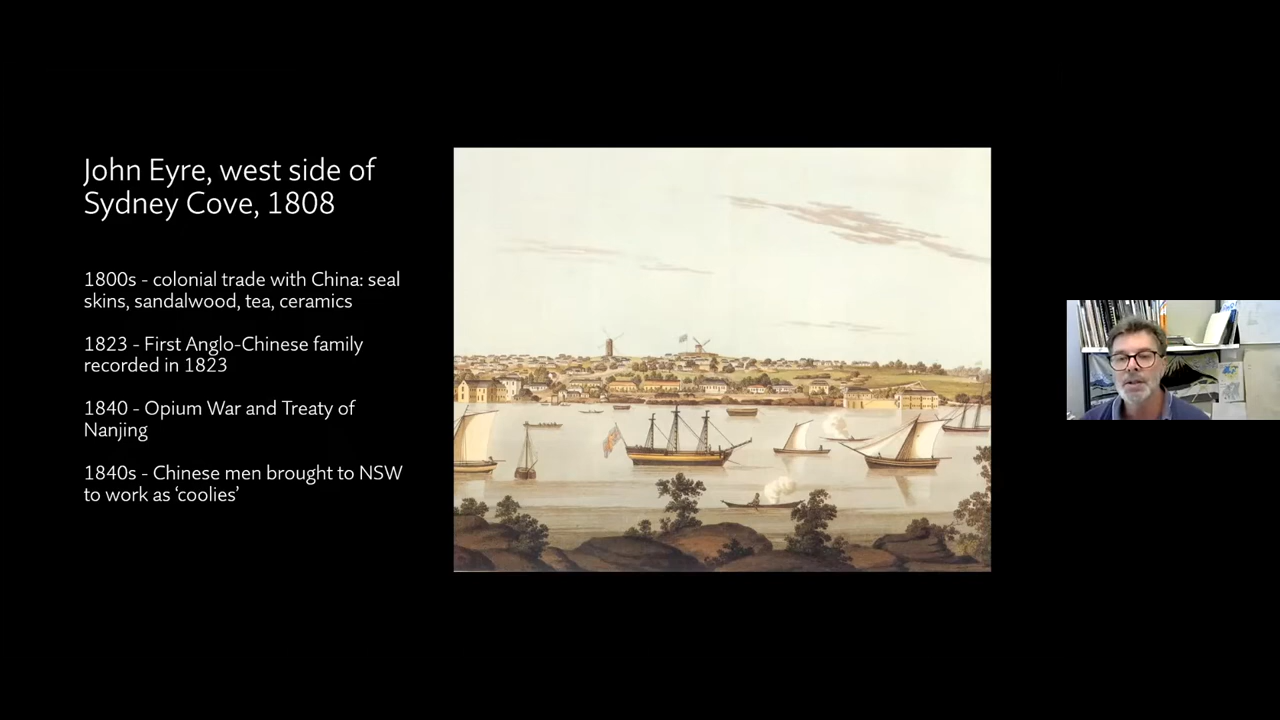 John Eyre, west side of
Sydney Cove, 1808
1800s - colonial trade with China: seal
skins, sandalwood, tea, ceramics
1823 - First Anglo-Chinese family
recorded in 1823
1840 - Opium War and Treaty of
Nanjing
1840s - Chinese men brought to NSW
to work as ‘coolies’